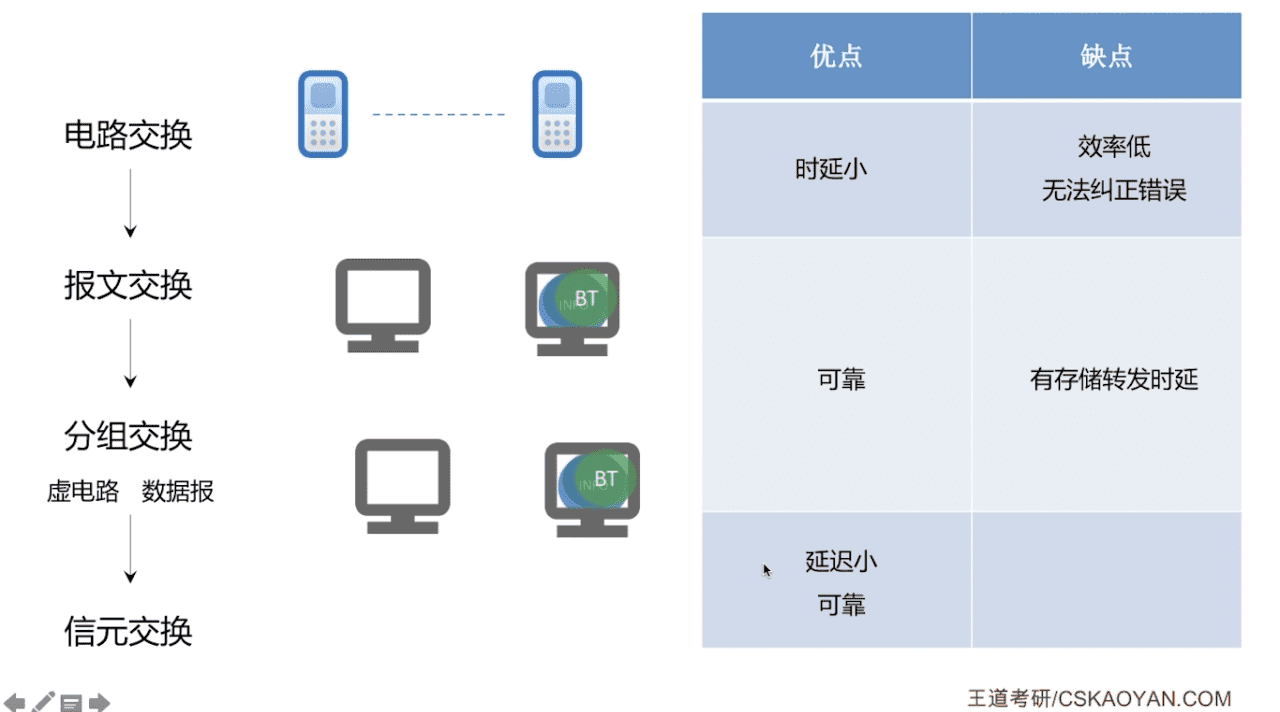 电路交换
报文交换
分组交换
虚电路 数据报
信元交换
INFO
BT
INFO
BT
优点 缺点
时延小
效率低
无法纠正错误
可靠
有存储转发时延
延迟小
可靠
王道考研/CSKAOYAN.COM